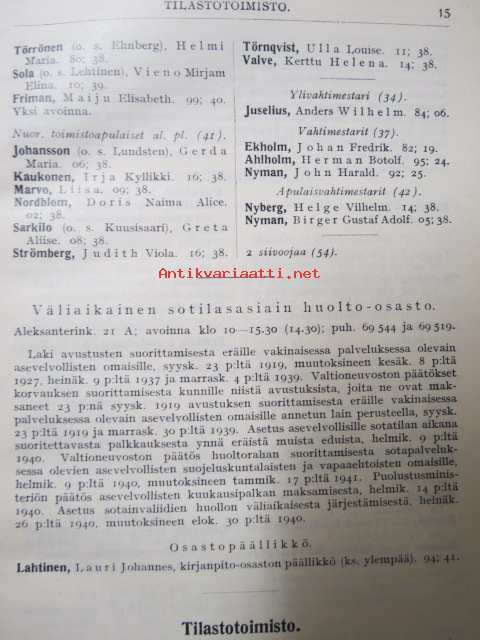 TILASTOTOIMISTO.
15
Törrönen (o. s. Ehnberg), Helmi
Maria. 80; 38.
Sola (o. s. Lehtinen), Vieno Mirjam
Elina. 10; 39.
Friman, Maiju Elisabeth. 99; 40.
Yksi avoinna.
Nuor. toimistoapulaiset al. pl. (41).
Johansson (o. s. Lundsten), Gerda
Maria. 06; 38.
Kaukonen, Irja Kyllikki. 16; 38.
Marvo, Liisa. 09; 38.
Nordblom, Doris Naima Alice.
02; 38.
Sarkilo (o. s. Kuusisaari), Greta
Aliise. 08; 38.
Strömberg, Judith Viola. 16; 38.
Törnqvist, Ulla Louise. 11; 38.
Valve, Kerttu Helena. 14; 38.
Ylivahtimestari (34).
Juselius, Anders Wilhelm. 84; 06.
Vahtimestarit (37).
Ekholm, Johan Fredrik. 82; 19.
Ahlholm, Herman Botolf. 95; 24.
Nyman, John Harald. 92; 25.
Apulaisvahtimestarit (42).
Nyberg, Helge Vilhelm. 14; 38.
Nyman, Birger Gustaf Adolf. 05; 38.
2 siivoojaa (54).
Antikvariaatti.net
Väliaikainen sotilasasiain huolto-osasto.
Aleksanterink. 21 A; avoinna klo 10—15.30 (14.30); puh. 69 544 ja 69 519.
Laki avustusten suorittamisesta eräille vakinaisessa palveluksessa olevain
asevelvollisten omaisille, syysk. 23 p:ltä 1919, muutoksineen kesäk. 8 p:ltä
1927, heinäk. 9 p:ltä 1937 ja marrask. 4 p:ltä 1939. Valtioneuvoston päätökset
korvauksen suorittamisesta kunnille niistä avustuksista, joita ne ovat mak-
saneet 23 p:nä syysk. 1919 avustuksen suorittamisesta eräille vakinaisessa
palveluksessa olevain asevelvollisten omaisille annetun lain perusteella, syysk.
23 p:ltä 1919 ja marrask. 30 p:ltä 1939. Asetus asevelvollisille sotatilan aikana
suoritettavasta palkkauksesta ynnä eräistä muista eduista, helmik. 9 p:ltä
1940. Valtioneuvoston päätös huoltorahan suorittamisesta sotapalveluk-
sessa olevien asevelvollisten suojeluskuntalaisten ja vapaaehtoisten omaisille,
helmik. 9 p:ltä 1940, muutoksineen tammik. 17 p:ltä 1941. Puolustusminis-
teriön päätös asevelvollisten kuukausipalkan maksamisesta, helmik. 14 p:ltä
1940. Asetus sotainvaliidien huollon väliaikaisesta järjestämisestä, heinäk.
26 p:ltä 1940, muutoksineen elok. 30 p:ltä 1940.
Osastopäällikkö.
Lahtinen, Lauri Johannes, kirjanpito-osaston päällikkö (ks. ylempää). 94; 41.
Tilastotoimisto.